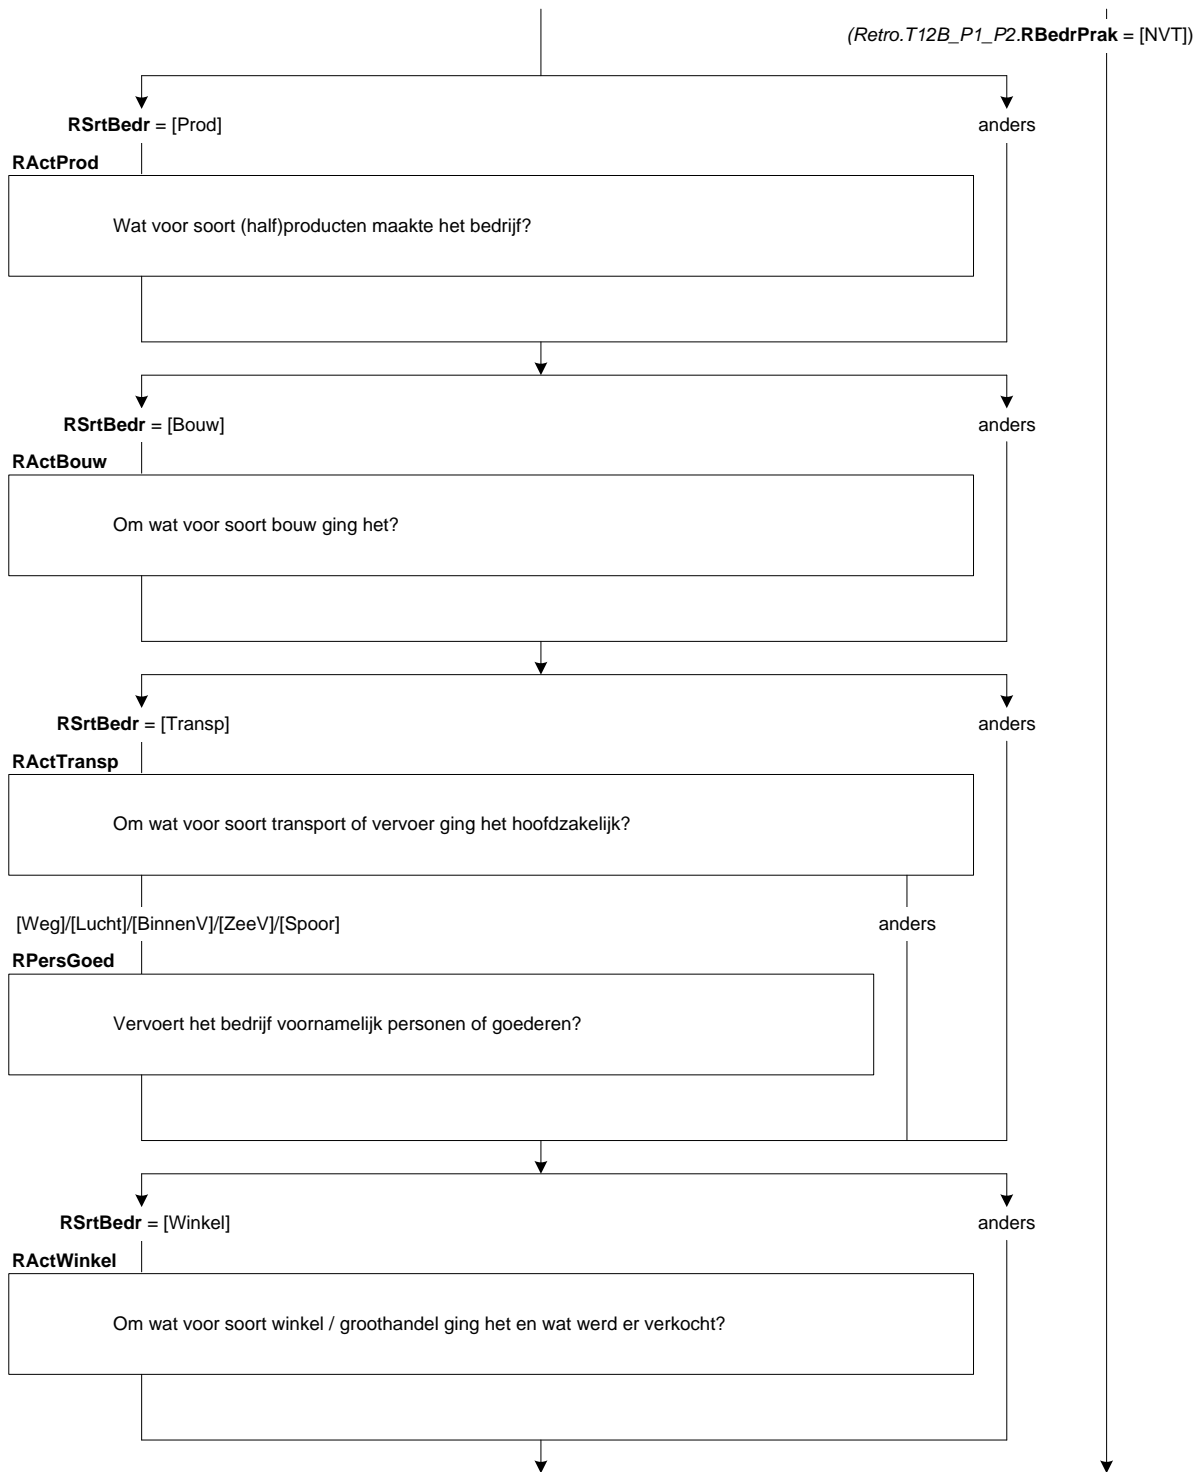 (Retro.T12B_P1_P2.RBedrPrak = [NVT])
RSrtBedr = [Prod]
anders
RActProd
Wat voor soort (half)producten maakte het bedrijf?
RSrtBedr = [Bouw]
anders
RActBouw
Om wat voor soort bouw ging het?
RSrtBedr = [Transp]
anders
RActTransp
Om wat voor soort transport of vervoer ging het hoofdzakelijk?
[Weg]/[Lucht]/[BinnenV]/[ZeeV]/[Spoor]
anders
RPersGoed
Vervoert het bedrijf voornamelijk personen of goederen?
RSrtBedr = [Winkel]
anders
RActWinkel
Om wat voor soort winkel / groothandel ging het en wat werd er verkocht?